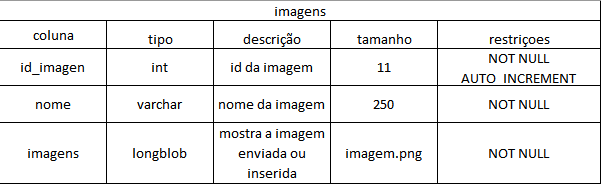 imagens
coluna tipo descrição tamanho restriçoes
id_imagen int id da imagem 11 NOT NULL
AUTO INCREMENT
nome varchar nome da imagem 250 NOT NULL
imagens longblob mostra a imagem
enviada ou
inserida imagem.png NOT NULL